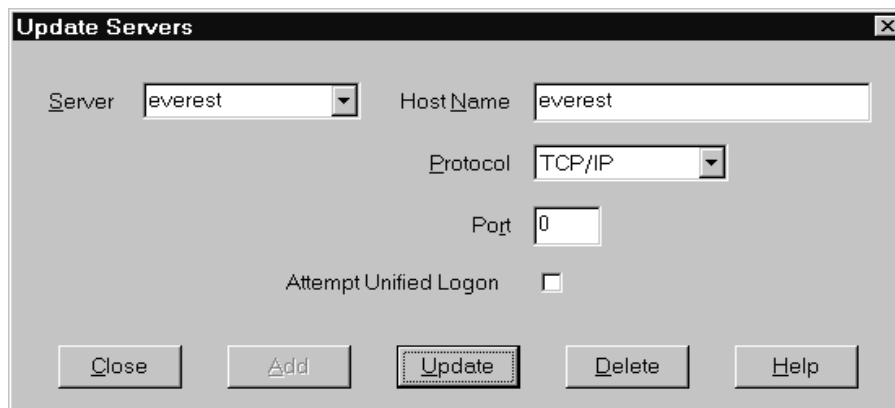 Update Servers
Server everest Host Name everest
Protocol TCP/IP
Port 0
Attempt Unified Logon
Close Add Update Delete Help